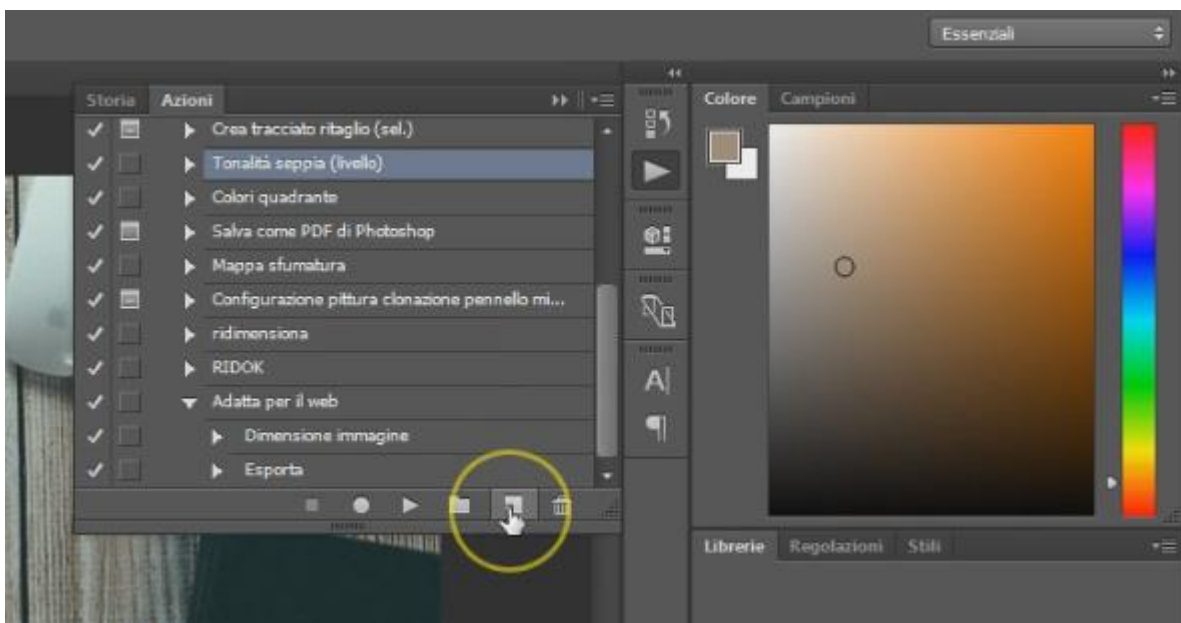 Essenziali
Storia Azioni
Crea tracciato ritaglio (sel.)
Tonalità seppia (livello)
Colori quadrante
Salva come PDF di Photoshop
Mappa sfumatura
Configurazione pittura clonazione pennello mi...
ridimensiona
RIDOK
Adatta per il web
Dimensione immagine
Esporta
Colore Campioni
Librerie Regolazioni Stili